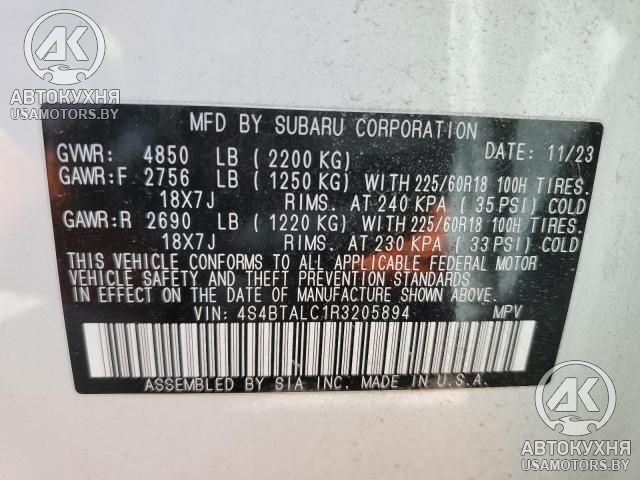 AK
АВТОКУХНЯ
USAMOTORS.BY
MFD BY SUBARU CORPORATION
GVWR: 4850 LB (2200 KG) DATE: 11/23
GAWR:F 2756 LB (1250 KG) WITH 225/60R18 100H TIRES.
18X7J RIMS. AT 240 KPA (35 PSI) COLD
GAWR:R 2690 LB (1220 KG) WITH 225/60R18 100H TIRES.
18X7J RIMS. AT 230 KPA (33 PSI) COLD
THIS VEHICLE CONFORMS TO ALL APPLICABLE FEDERAL MOTOR
VEHICLE SAFETY AND THEFT PREVENTION STANDARDS IN
EFFECT ON THE DATE OF MANUFACTURE SHOWN ABOVE.
VIN: 4S4BTALC1R3205894 MPV
ASSEMBLED BY SIA INC. MADE IN U.S.A.
AK
АВТОКУХНЯ
USAMOTORS.BY